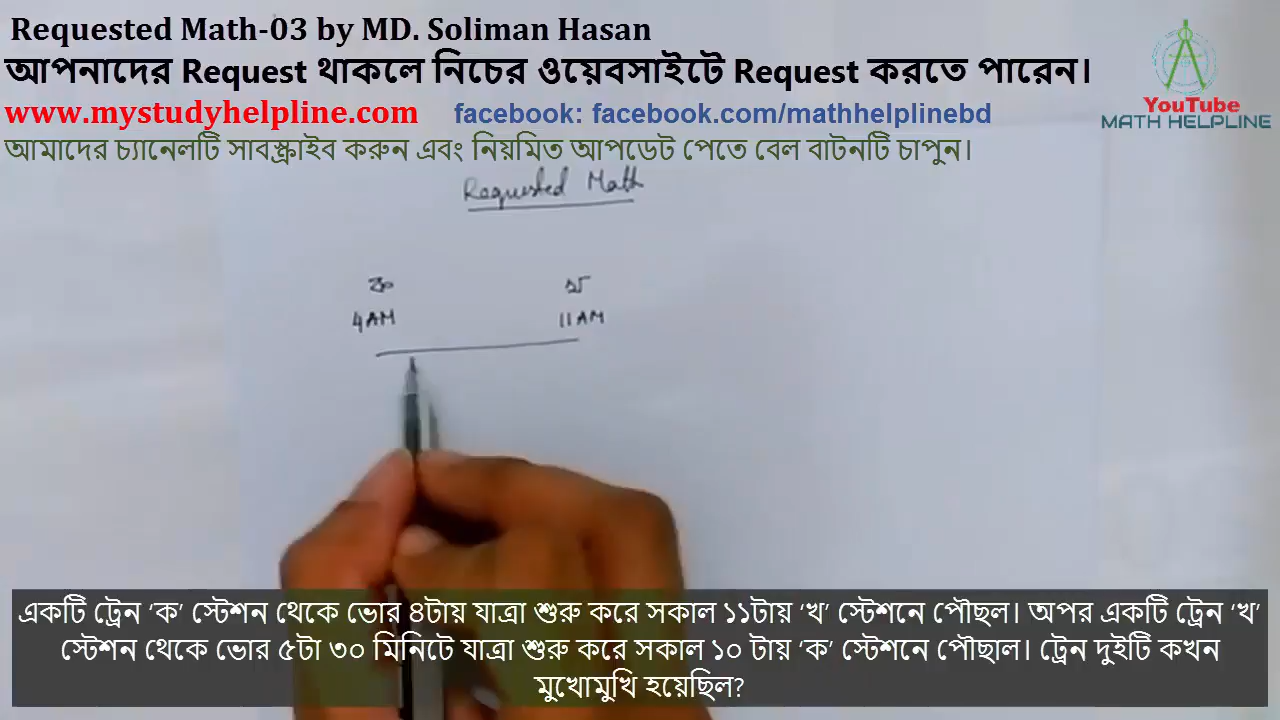 Requested Math-03 by MD. Soliman Hasan
আপনাদের Request থাকলে নিচের ওয়েবসাইটে Request করতে পারেন।
www.mystudyhelpline.com facebook: facebook.com/mathhelplinebd
YouTube
MATH HELPLINE
আমাদের চ্যানেলটি সাবস্ক্রাইব করুন এবং নিয়মিত আপডেট পেতে বেল বাটনটি চাপুন।
Requested Math
ক খ
4AM 11AM
একটি ট্রেন ‘ক’ স্টেশন থেকে ভোর ৪টায় যাত্রা শুরু করে সকাল ১১টায় ‘খ’ স্টেশনে পৌছল। অপর একটি ট্রেন ‘খ’
স্টেশন থেকে ভোর ৫টা ৩০ মিনিটে যাত্রা শুরু করে সকাল ১০ টায় ‘ক’ স্টেশনে পৌছাল। ট্রেন দুইটি কখন
মুখোমুখি হয়েছিল?